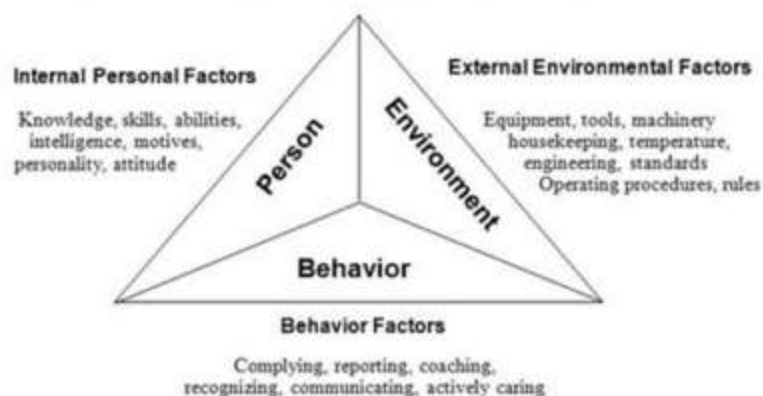 Internal Personal Factors
Knowledge, skills, abilities,
intelligence, motives,
personality, attitude
External Environmental Factors
Equipment, tools, machinery
housekeeping, temperature,
engineering, standards
Operating procedures, rules
Person
Environment
Behavior
Behavior Factors
Complying, reporting, coaching,
recognizing, communicating, actively caring